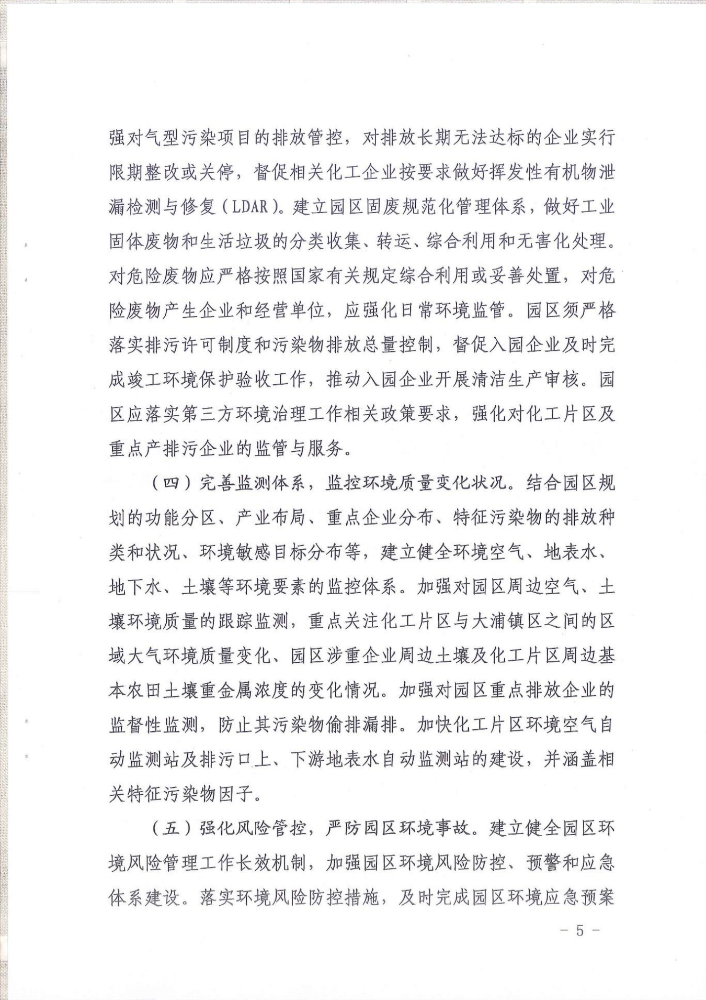 强对气型污染项目的排放管控，对排放长期无法达标的企业实行
限期整改或关停，督促相关化工企业按要求做好挥发性有机物泄
漏检测与修复(LDAR)。建立园区固废规范化管理体系，做好工业
固体废物和生活垃圾的分类收集、转运、综合利用和无害化处理。
对危险废物应严格按照国家有关规定综合利用或妥善处置，对危
险废物产生企业和经营单位，应强化日常环境监管。园区须严格
落实排污许可制度和污染物排放总量控制，督促入园企业及时完
成竣工环境保护验收工作，推动入园企业开展清洁生产审核。园
区应落实第三方环境治理工作相关政策要求，强化对化工片区及
重点产排污企业的监管与服务。
（四）完善监测体系，监控环境质量变化状况。结合园区规
划的功能分区、产业布局、重点企业分布、特征污染物的排放种
类和状况、环境敏感目标分布等，建立健全环境空气、地表水、
地下水、土壤等环境要素的监控体系。加强对园区周边空气、土
壤环境质量的跟踪监测，重点关注化工片区与大浦镇区之间的区
域大气环境质量变化、园区涉重企业周边土壤及化工片区周边基
本农田土壤重金属浓度的变化情况。加强对园区重点排放企业的
监督性监测，防止其污染物偷排漏排。加快化工片区环境空气自
动监测站及排污口上、下游地表水自动监测站的建设，并涵盖相
关特征污染物因子。
（五）强化风险管控，严防园区环境事故。建立健全园区环
境风险管理工作长效机制，加强园区环境风险防控、预警和应急
体系建设。落实环境风险防控措施，及时完成园区环境应急预案
- 5 -